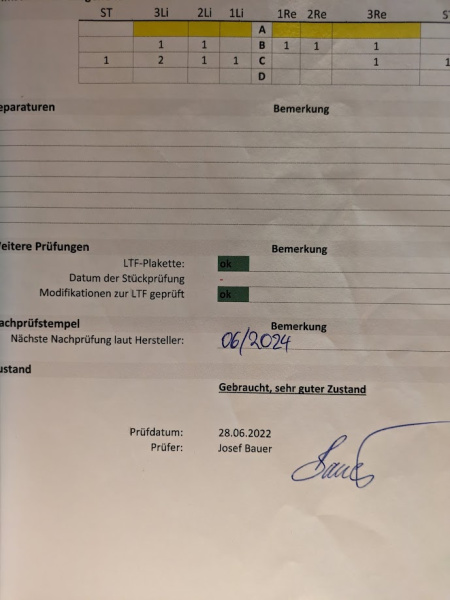 ST 3Li 2Li 1Li 1Re 2Re 3Re
A
1 1 B 1 1 1
1 2 1 1 C 1 1
D
eparaturen Bemerkung
eitere Prüfungen Bemerkung
LTF-Plakette: ok
Datum der Stückprüfung -
Modifikationen zur LTF geprüft ok
achprüfstempel Bemerkung
Nächste Nachprüfung laut Hersteller: 06/2024
ustand
Gebraucht, sehr guter Zustand
Prüfdatum: 28.06.2022
Prüfer: Josef Bauer
Bauer